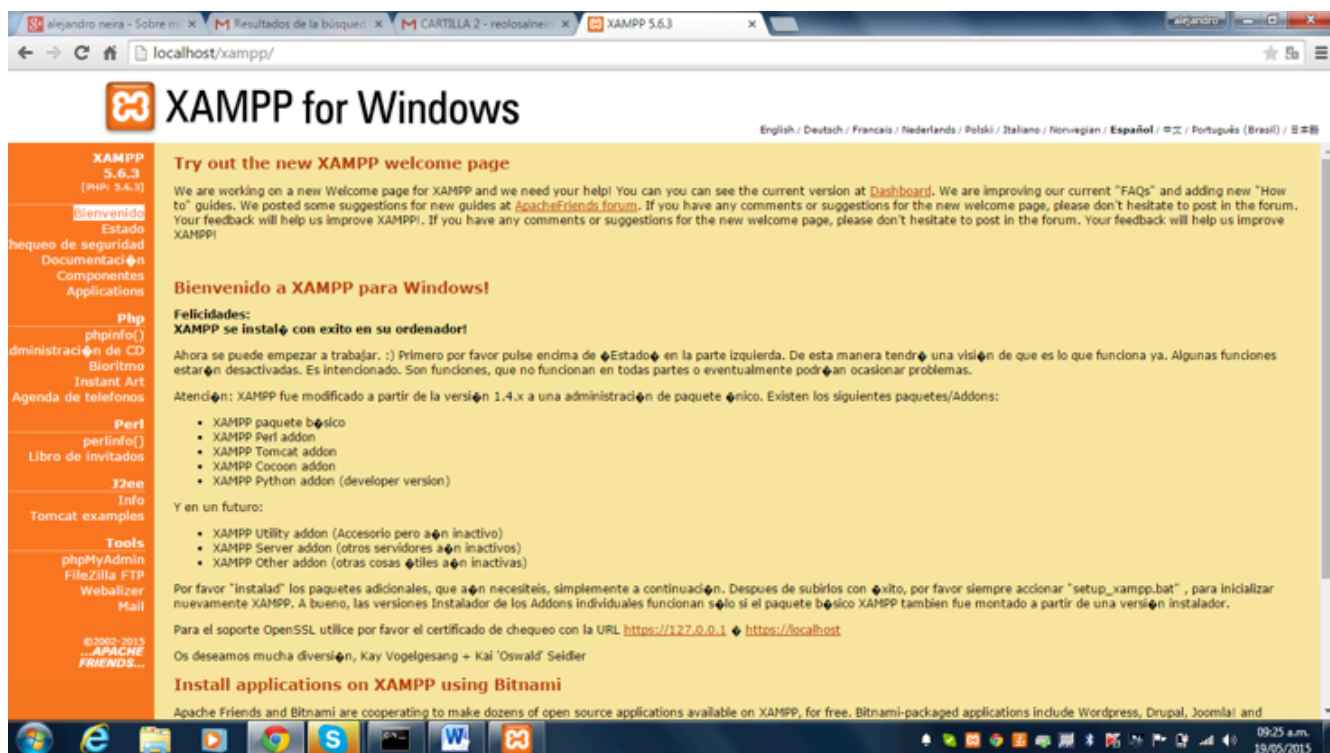 alejandro neira - Sobre m
Resultados de la búsqued
CARTILLA 2 - reolosalneir
XAMPP 5.6.3
alejandro
localhost/xampp/
XAMPP for Windows
English / Deutsch / Francais / Nederlands / Polski / Italiano / Norwegian / Español / 中文 / Português (Brasil) / 日本語
XAMPP
5.6.3
[PHP: 5.6.3]
Bienvenido
Estado
hequeo de seguridad
Documentaci�n
Componentes
Applications
Php
phpinfo()
dministraci�n de CD
Bioritmo
Instant Art
Agenda de telefonos
Perl
perlinfo()
Libro de invitados
J2ee
Info
Tomcat examples
Tools
phpMyAdmin
FileZilla FTP
Webalizer
Mail
©2002-2015
...APACHE
FRIENDS...
Try out the new XAMPP welcome page
We are working on a new Welcome page for XAMPP and we need your help! You can you can see the current version at Dashboard. We are improving our current "FAQs" and adding new "How
to" guides. We posted some suggestions for new guides at ApacheFriends forum. If you have any comments or suggestions for the new welcome page, please don't hesitate to post in the forum.
Your feedback will help us improve XAMPP!. If you have any comments or suggestions for the new welcome page, please don't hesitate to post in the forum. Your feedback will help us improve
XAMPP!
Bienvenido a XAMPP para Windows!
Felicidades:
XAMPP se instal� con exito en su ordenador!
Ahora se puede empezar a trabajar. :) Primero por favor pulse encima de �Estado� en la parte izquierda. De esta manera tendr� una visi�n de que es lo que funciona ya. Algunas funciones
estar�n desactivadas. Es intencionado. Son funciones, que no funcionan en todas partes o eventualmente podr�an ocasionar problemas.
Atenci�n: XAMPP fue modificado a partir de la versi�n 1.4.x a una administraci�n de paquete �nico. Existen los siguientes paquetes/Addons:
• XAMPP paquete b�sico
• XAMPP Perl addon
• XAMPP Tomcat addon
• XAMPP Cocoon addon
• XAMPP Python addon (developer version)
Y en un futuro:
• XAMPP Utility addon (Accesorio pero a�n inactivo)
• XAMPP Server addon (otros servidores a�n inactivos)
• XAMPP Other addon (otras cosas �tiles a�n inactivas)
Por favor "instalad" los paquetes adicionales, que a�n necesiteis, simplemente a continuaci�n. Despues de subirlos con �xito, por favor siempre accionar "setup_xampp.bat" , para inicializar
nuevamente XAMPP. A bueno, las versiones Instalador de los Addons individuales funcionan s�lo si el paquete b�sico XAMPP tambien fue montado a partir de una versi�n instalador.
Para el soporte OpenSSL utilice por favor el certificado de chequeo con la URL https://127.0.0.1 � https://localhost
Os deseamos mucha diversi�n, Kay Vogelgesang + Kai 'Oswald' Seidler
Install applications on XAMPP using Bitnami
Apache Friends and Bitnami are cooperating to make dozens of open source applications available on XAMPP, for free. Bitnami-packaged applications include Wordpress, Drupal, Joomla! and
09:25 a.m.
19/05/2015